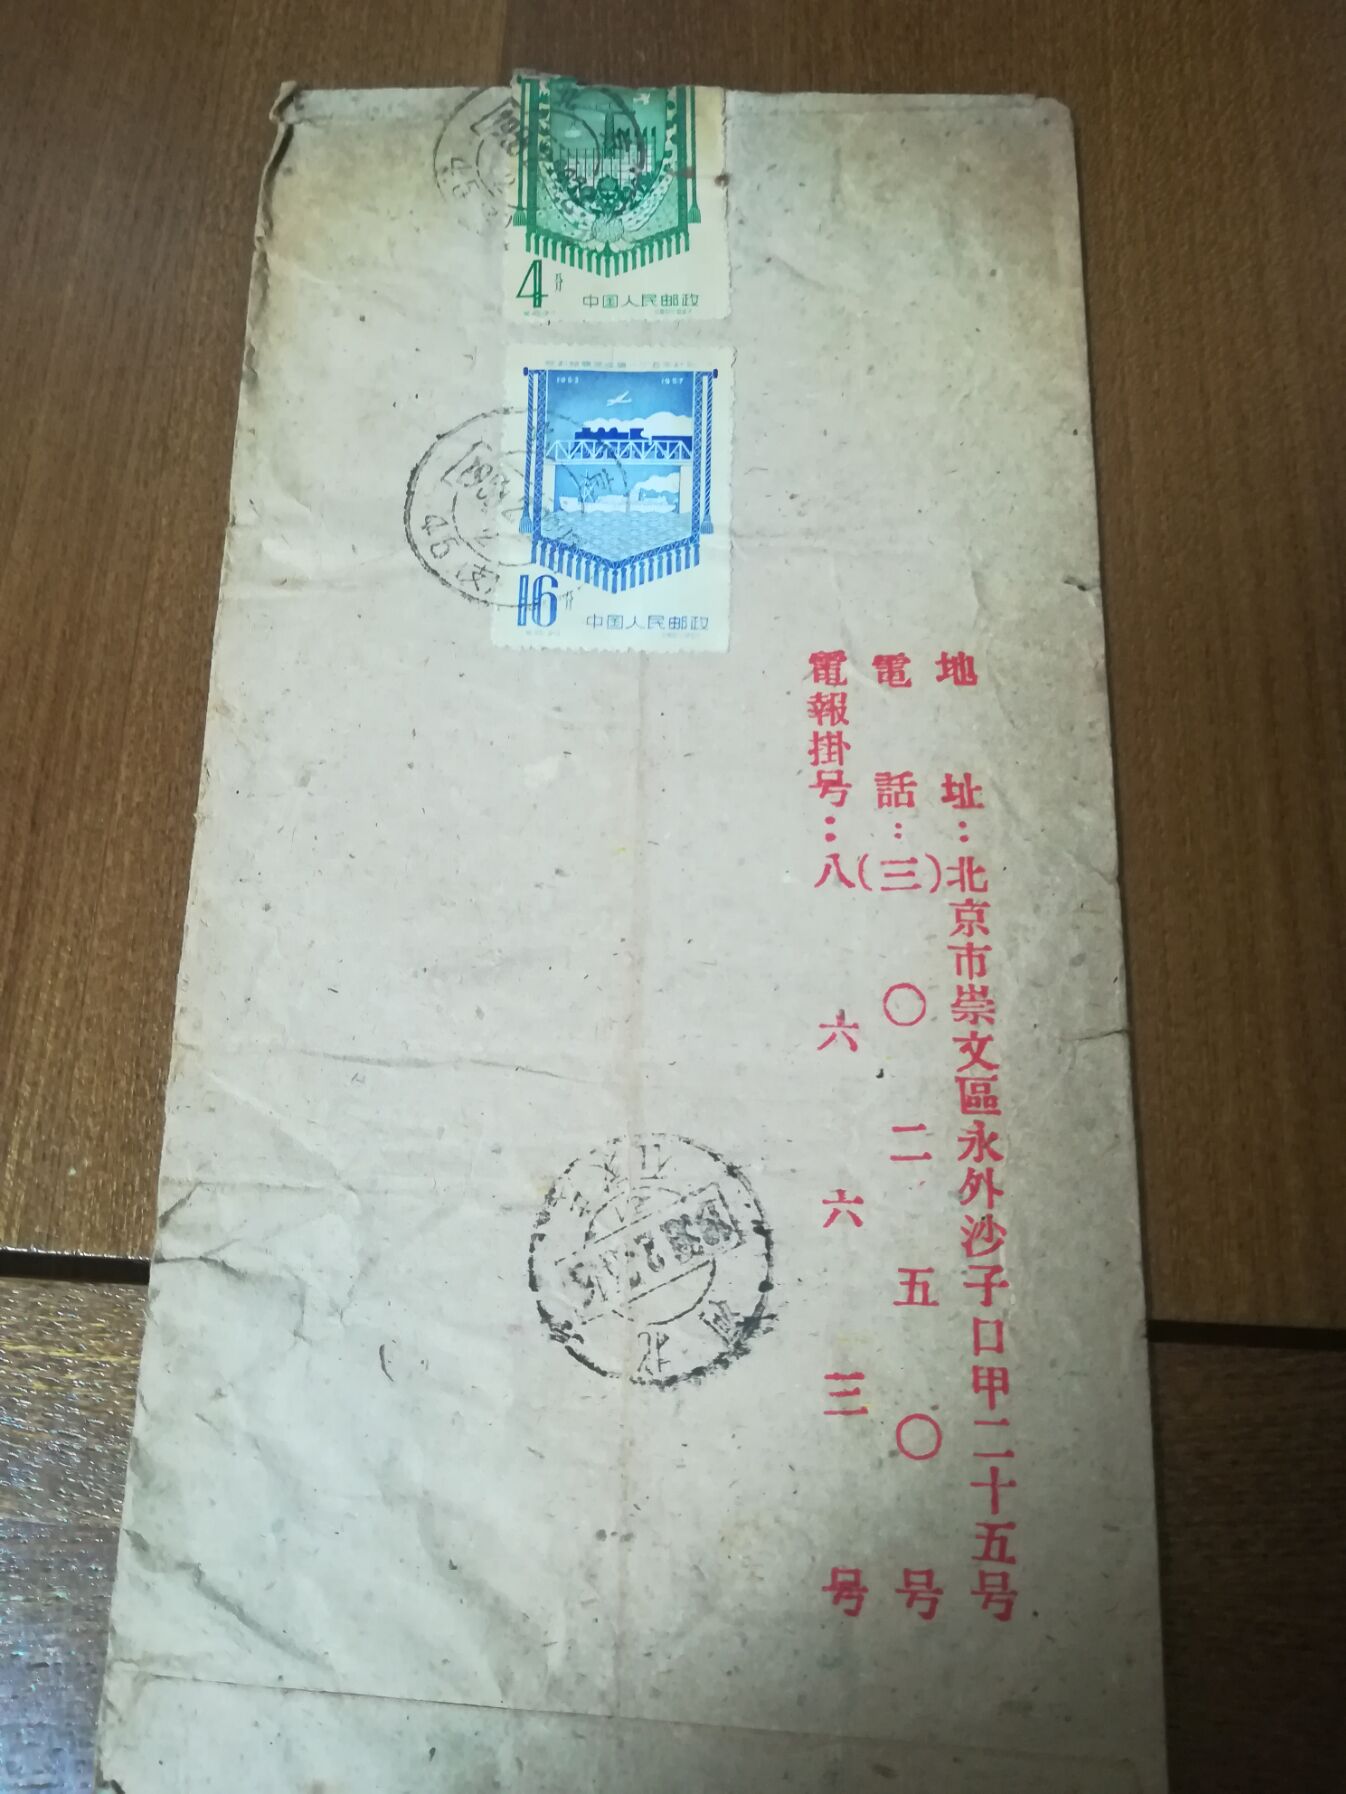 4分
中国人民邮政
1953 1957
16分
中国人民邮政
地址：北京市崇文區永外沙子口甲二十五号
電話：（三）〇二五〇号
電報掛号：八六六三号